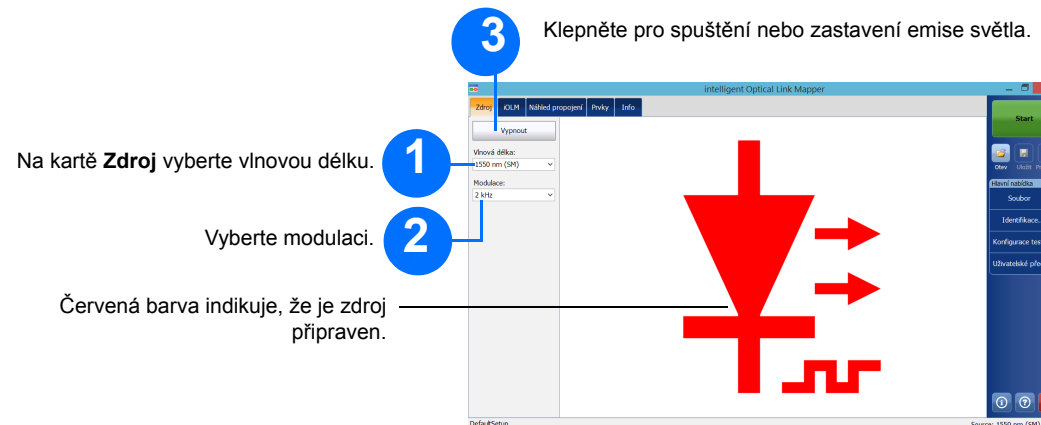 3
Klepněte pro spuštění nebo zastavení emise světla.
intelligent Optical Link Mapper
Zdroj iOLM Náhled propojení Prvky Info
Vypnout
Start
1
Na kartě Zdroj vyberte vlnovou délku.
Vlnová délka:
1550 nm (SM)
Modulace:
2 kHz
2
Vyberte modulaci.
Otev Uložit
Hlavní nabídka
Soubor
Identifikace.
Konfigurace tes
Uživatelské pře
Červená barva indikuje, že je zdroj
připraven.
DefaultSetup
Source: 1550 nm (SM)